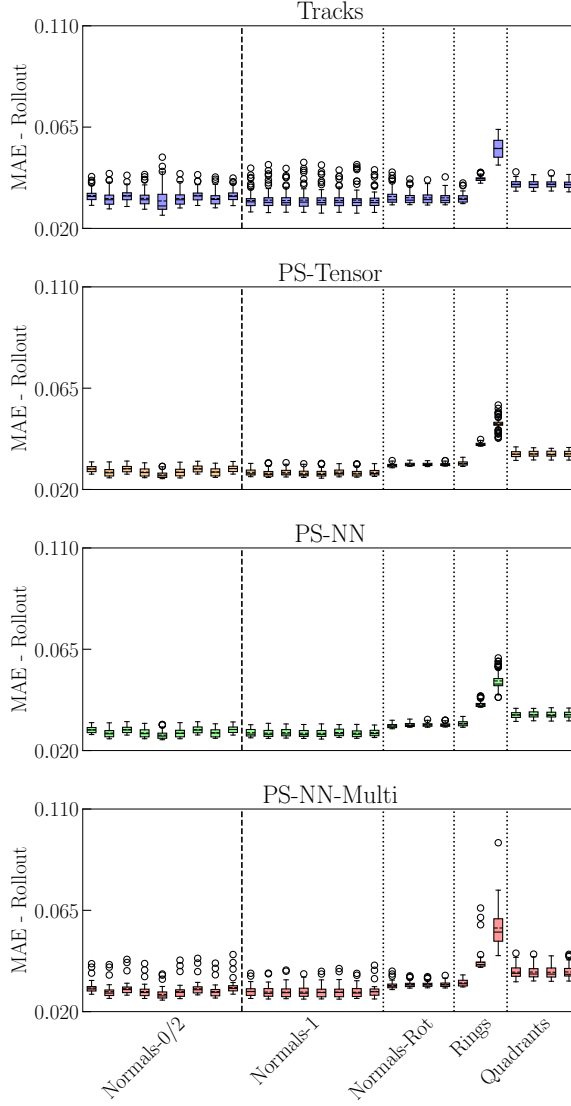 Tracks
0.110
0.065
0.020
MAE - Rollout
PS-Tensor
0.110
0.065
0.020
MAE - Rollout
PS-NN
0.110
0.065
0.020
MAE - Rollout
PS-NN-Multi
0.110
0.065
0.020
MAE - Rollout
Normals-0/2
Normals-1
Normals-Rot
Rings
Quadrants